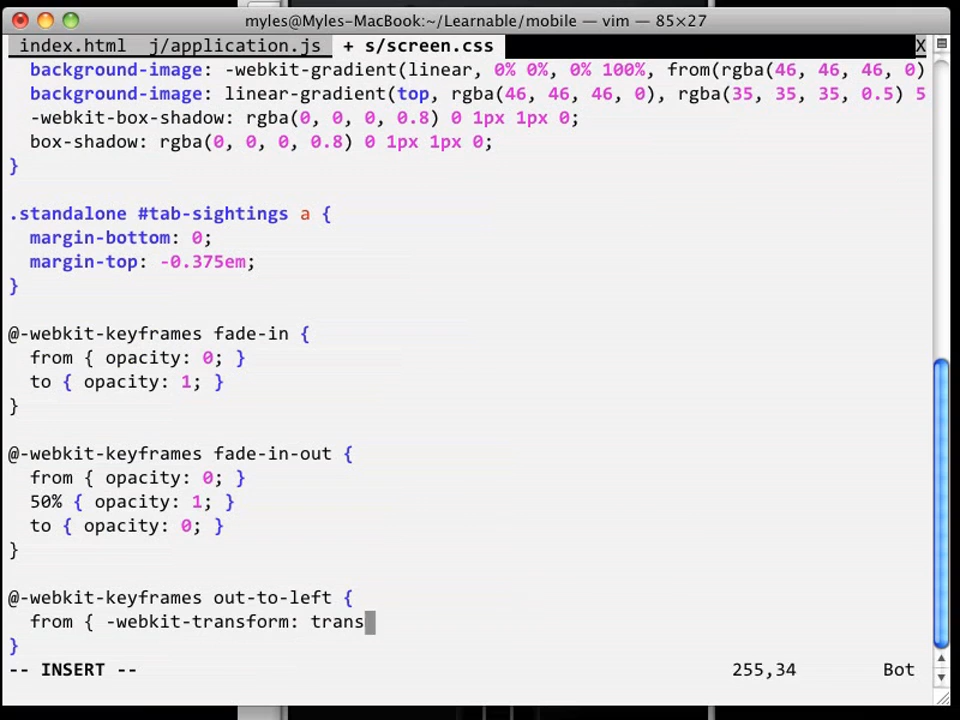 myles@Myles-MacBook:~/Learnable/mobile — vim — 85×27
index.html j/application.js + s/screen.css X
background-image: -webkit-gradient(linear, 0% 0%, 0% 100%, from(rgba(46, 46, 46, 0)
background-image: linear-gradient(top, rgba(46, 46, 46, 0), rgba(35, 35, 35, 0.5) 5
-webkit-box-shadow: rgba(0, 0, 0, 0.8) 0 1px 1px 0;
box-shadow: rgba(0, 0, 0, 0.8) 0 1px 1px 0;
}
.standalone #tab-sightings a {
margin-bottom: 0;
margin-top: -0.375em;
}
@-webkit-keyframes fade-in {
from { opacity: 0; }
to { opacity: 1; }
}
@-webkit-keyframes fade-in-out {
from { opacity: 0; }
50% { opacity: 1; }
to { opacity: 0; }
}
@-webkit-keyframes out-to-left {
from { -webkit-transform: trans
}
-- INSERT -- 255,34 Bot